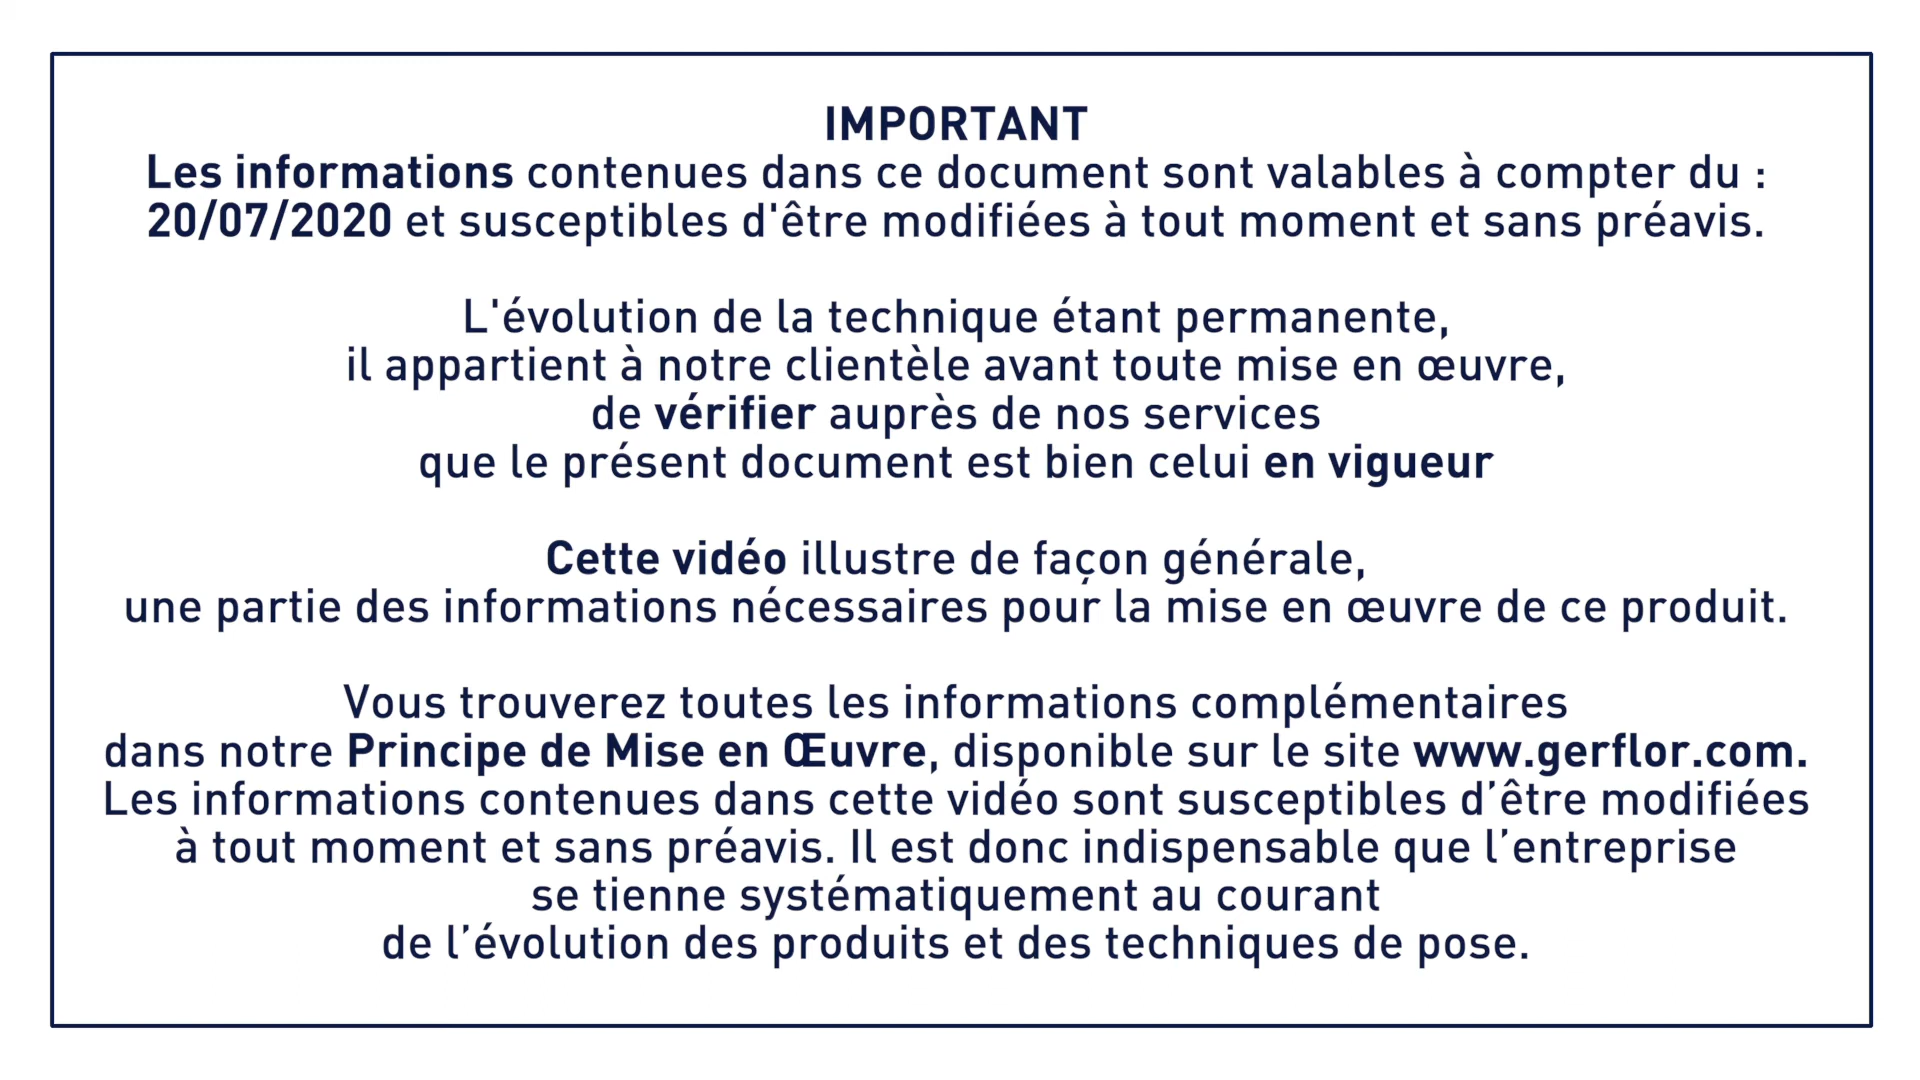 IMPORTANT
Les informations contenues dans ce document sont valables à compter du :
20/07/2020 et susceptibles d'être modifiées à tout moment et sans préavis.
L'évolution de la technique étant permanente,
il appartient à notre clientèle avant toute mise en œuvre,
de vérifier auprès de nos services
que le présent document est bien celui en vigueur
Cette vidéo illustre de façon générale,
une partie des informations nécessaires pour la mise en œuvre de ce produit.
Vous trouverez toutes les informations complémentaires
dans notre Principe de Mise en Œuvre, disponible sur le site www.gerflor.com.
Les informations contenues dans cette vidéo sont susceptibles d’être modifiées
à tout moment et sans préavis. Il est donc indispensable que l’entreprise
se tienne systématiquement au courant
de l’évolution des produits et des techniques de pose.